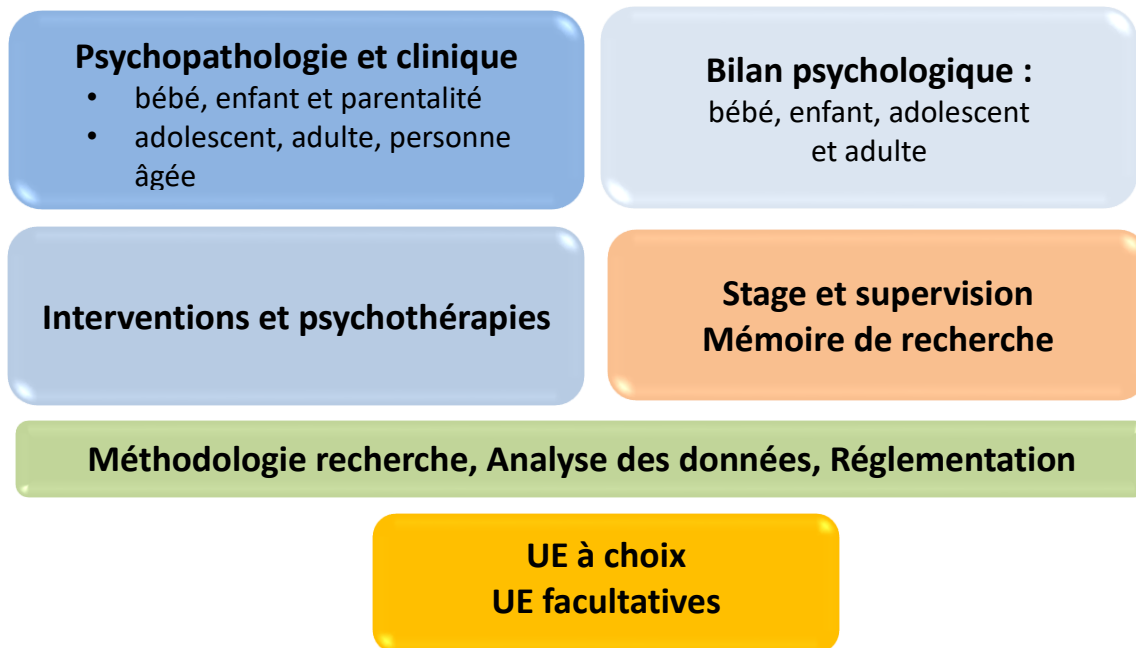 Psychopathologie et clinique
• bébé, enfant et parentalité
• adolescent, adulte, personne
âgée
Bilan psychologique :
bébé, enfant, adolescent
et adulte
Interventions et psychothérapies
Stage et supervision
Mémoire de recherche
Méthodologie recherche, Analyse des données, Réglementation
UE à choix
UE facultatives